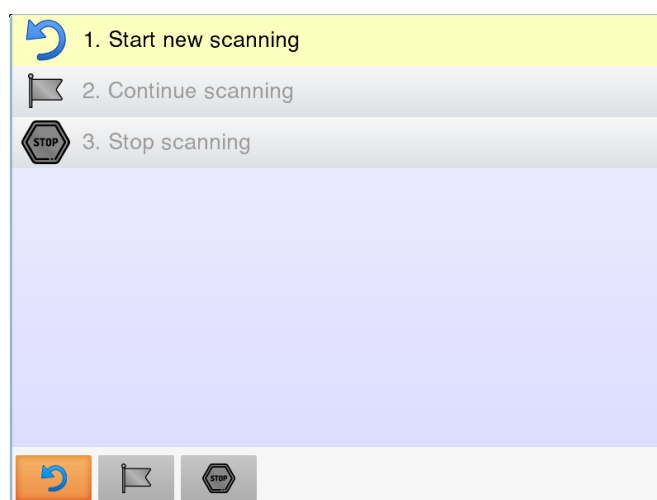 1. Start new scanning
2. Continue scanning
STOP
3. Stop scanning
STOP